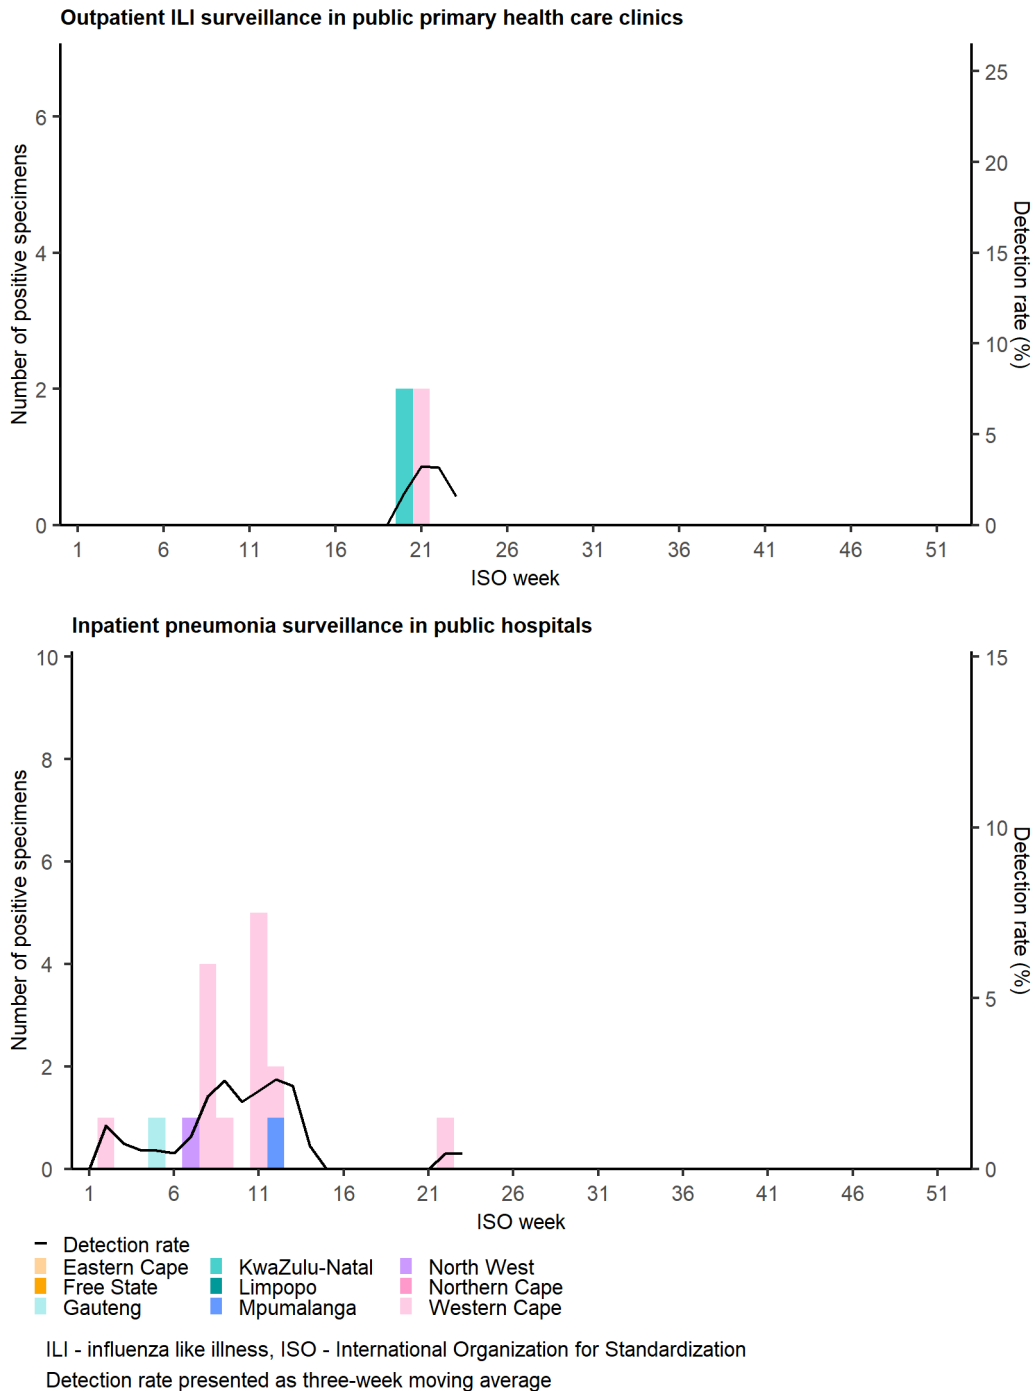 Outpatient ILI surveillance in public primary health care clinics
Number of positive specimens
6
4
2
0
25
20
15
10
5
0
Detection rate (%)
1 6 11 16 21 26 31 36 41 46 51
ISO week
Inpatient pneumonia surveillance in public hospitals
Number of positive specimens
10
8
6
4
2
0
15
10
5
0
Detection rate (%)
1 6 11 16 21 26 31 36 41 46 51
ISO week
Detection rate
Eastern Cape KwaZulu-Natal North West
Free State Limpopo Northern Cape
Gauteng Mpumalanga Western Cape
ILI - influenza like illness, ISO - International Organization for Standardization
Detection rate presented as three-week moving average